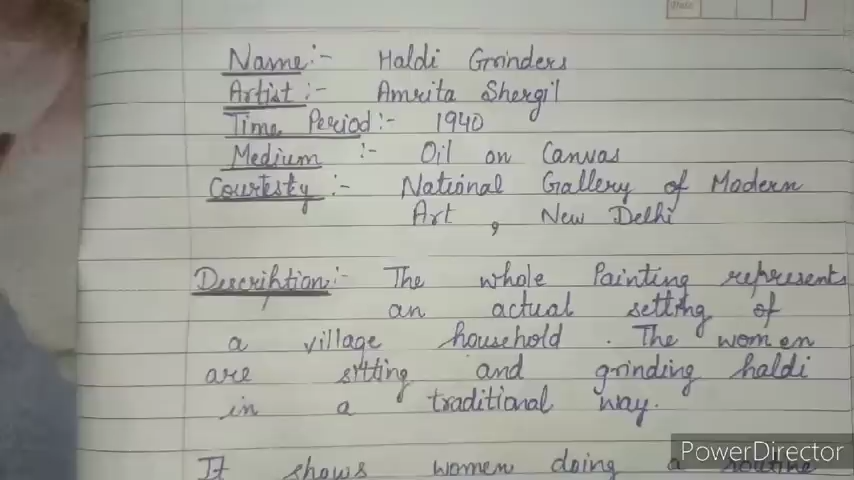 Date
Name:- Haldi Grinders
Artist:- Amrita Shergil
Time Period:- 1940
Medium :- Oil on Canvas
Courtesty:- National Gallery of Modern
Art, New Delhi
Description:- The whole Painting represents
an actual setting of
a village household. The women
are sitting and grinding haldi
in a traditional way.
It shows women doing a routine
PowerDirector